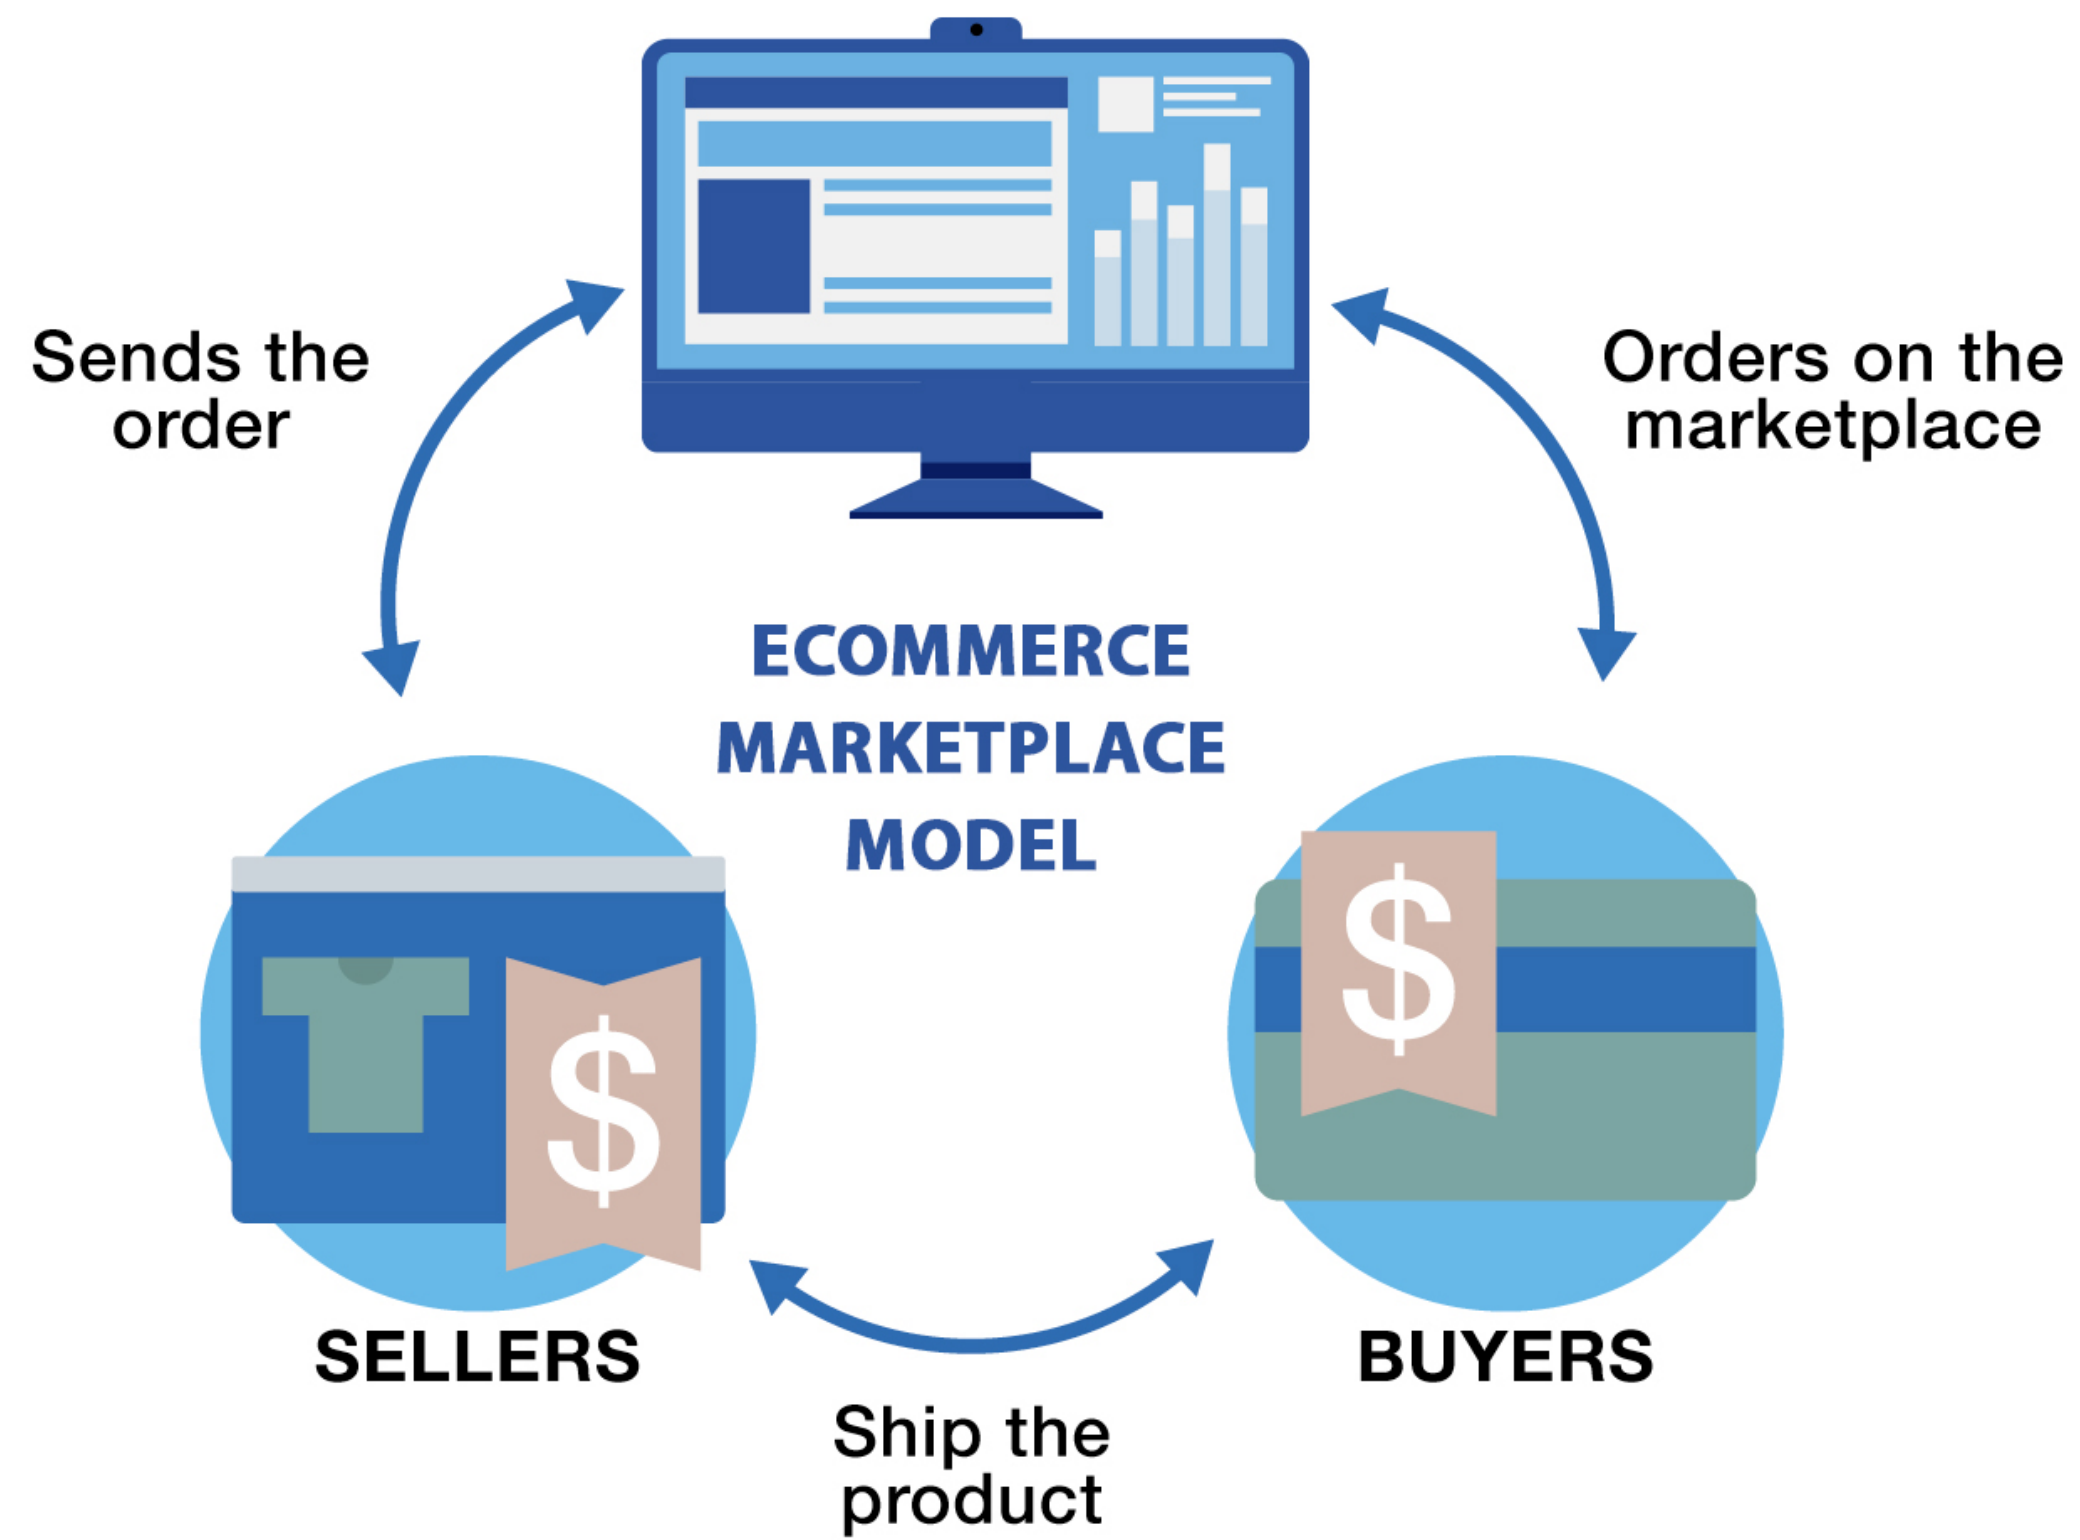 Sends the
order
Orders on the
marketplace
ECOMMERCE
MARKETPLACE
MODEL
$
$
SELLERS
BUYERS
Ship the
product